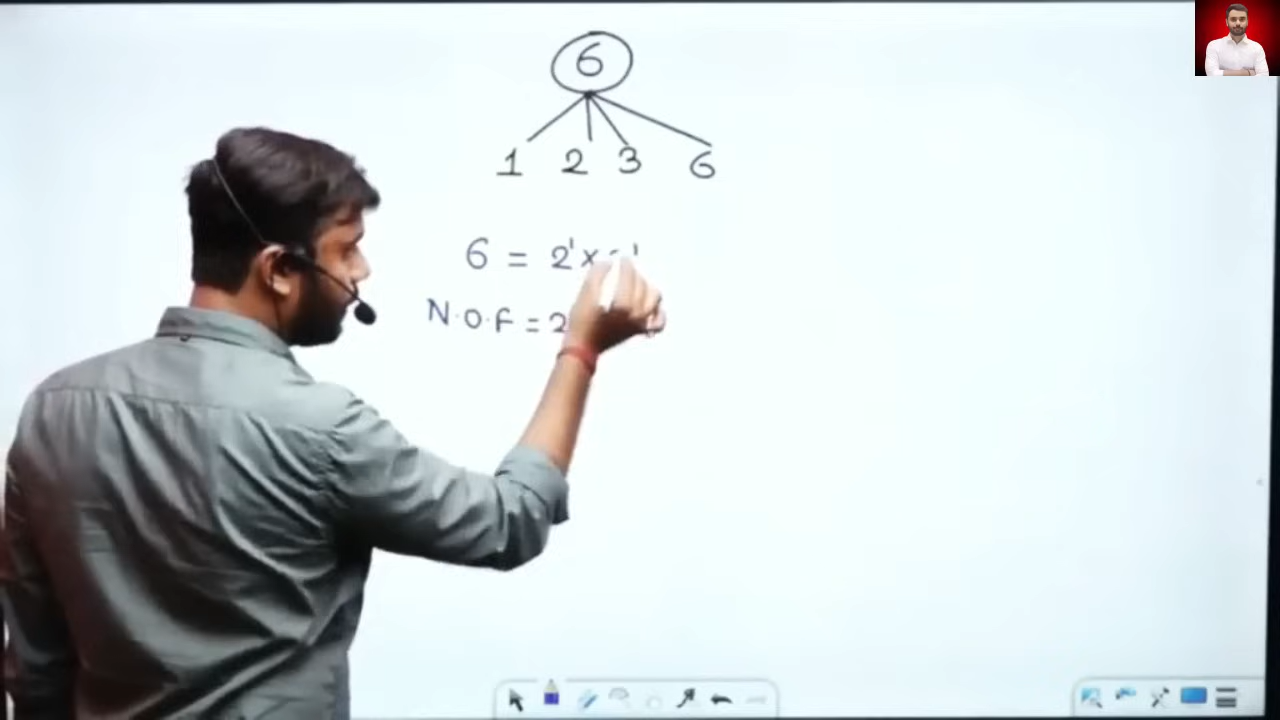 6
1 2 3 6
6 = 2¹ ×
N.O.F = 2